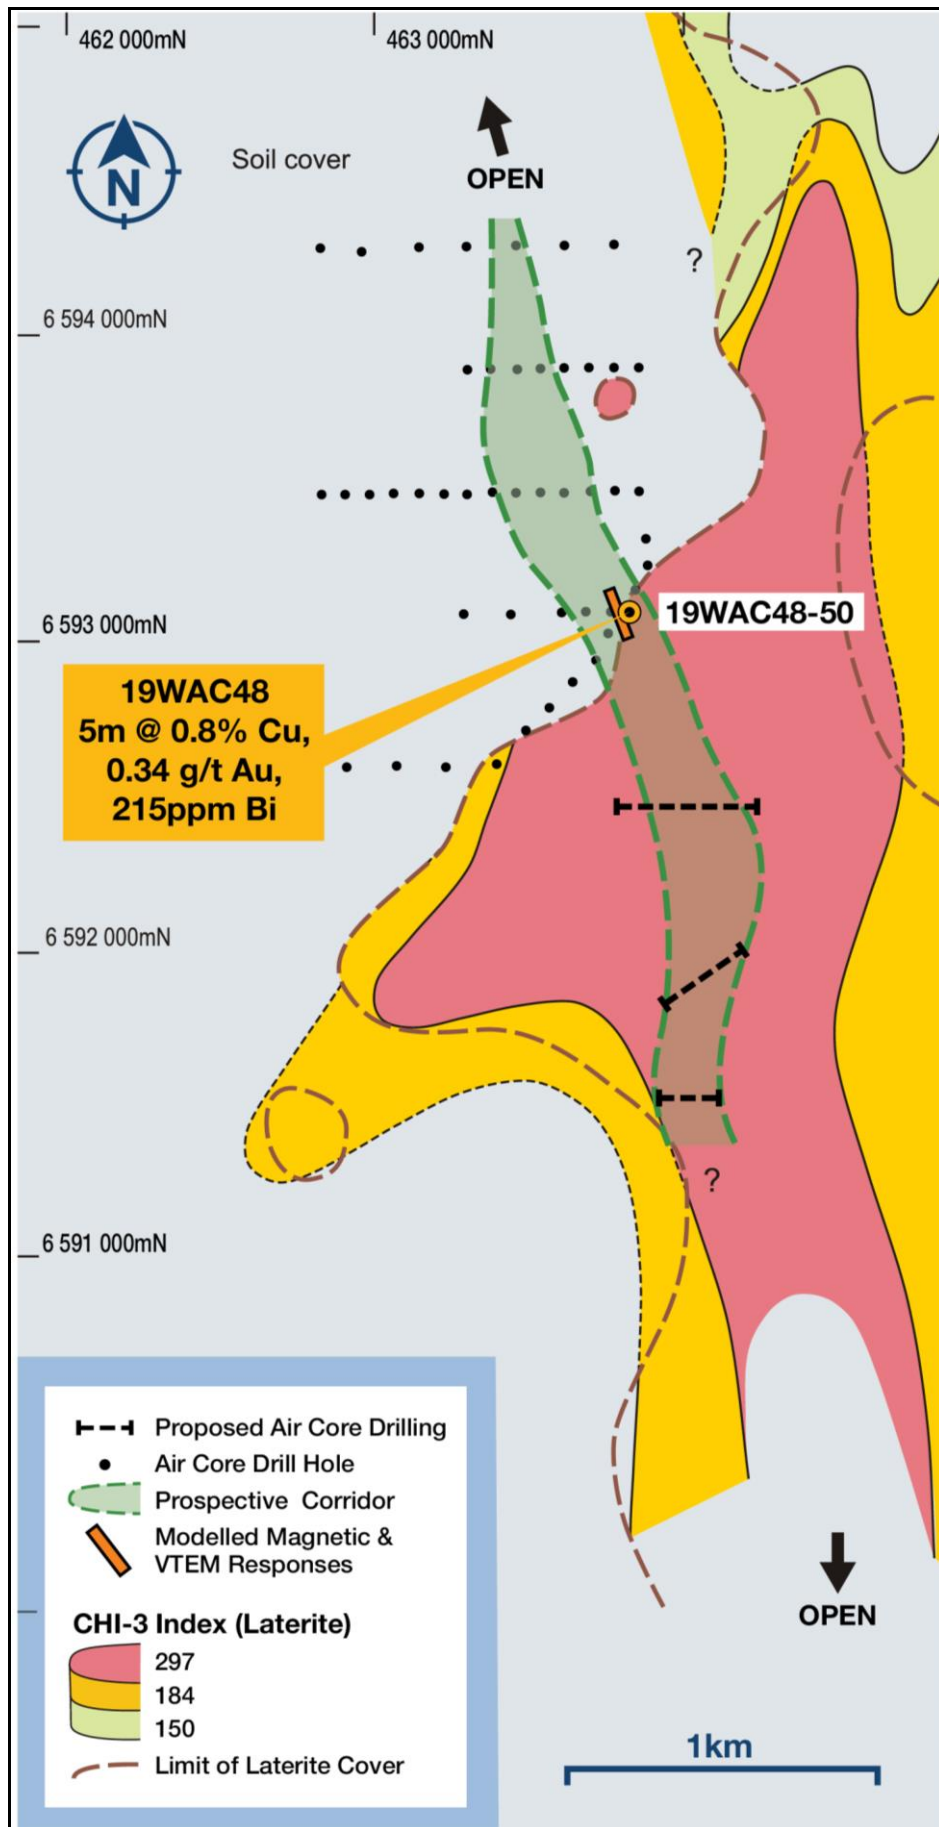 462 000mN
463 000mN
N
Soil cover
OPEN
?
6 594 000mN
6 593 000mN
19WAC48-50
19WAC48
5m @ 0.8% Cu,
0.34 g/t Au,
215ppm Bi
6 592 000mN
?
6 591 000mN
Proposed Air Core Drilling
Air Core Drill Hole
Prospective Corridor
Modelled Magnetic &
VTEM Responses
CHI-3 Index (Laterite)
297
184
150
Limit of Laterite Cover
OPEN
1km